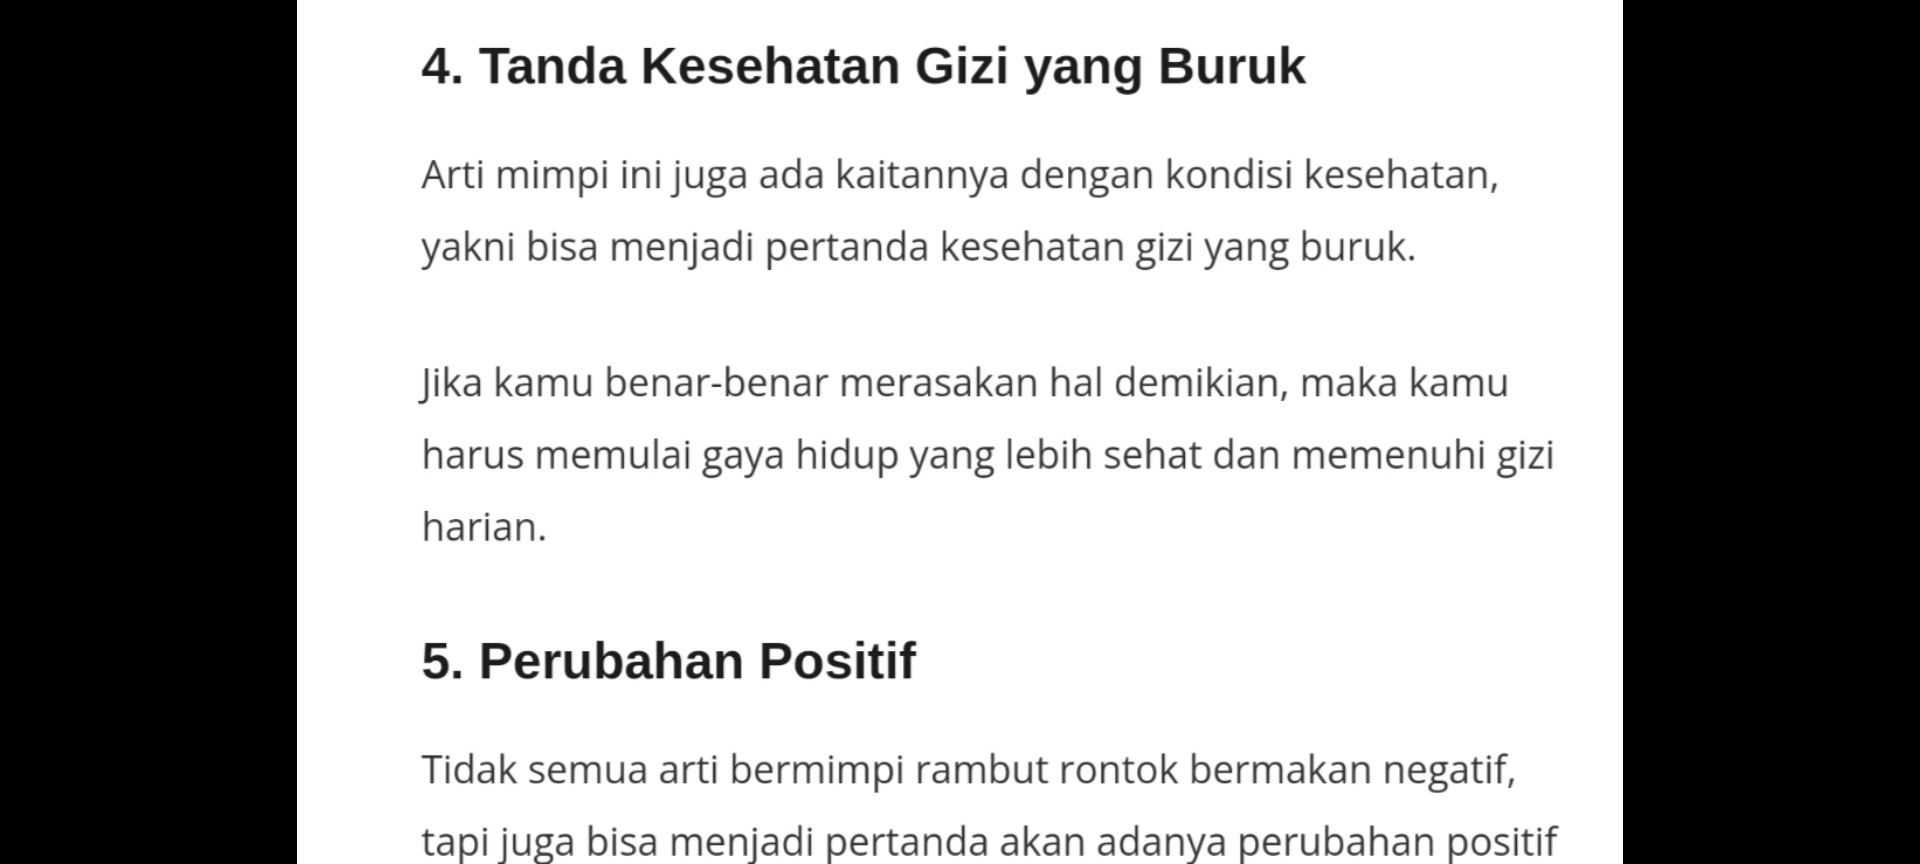 4. Tanda Kesehatan Gizi yang Buruk
Arti mimpi ini juga ada kaitannya dengan kondisi kesehatan,
yakni bisa menjadi pertanda kesehatan gizi yang buruk.
Jika kamu benar-benar merasakan hal demikian, maka kamu
harus memulai gaya hidup yang lebih sehat dan memenuhi gizi
harian.
5. Perubahan Positif
Tidak semua arti bermimpi rambut rontok bermakan negatif,
tapi juga bisa menjadi pertanda akan adanya perubahan positif